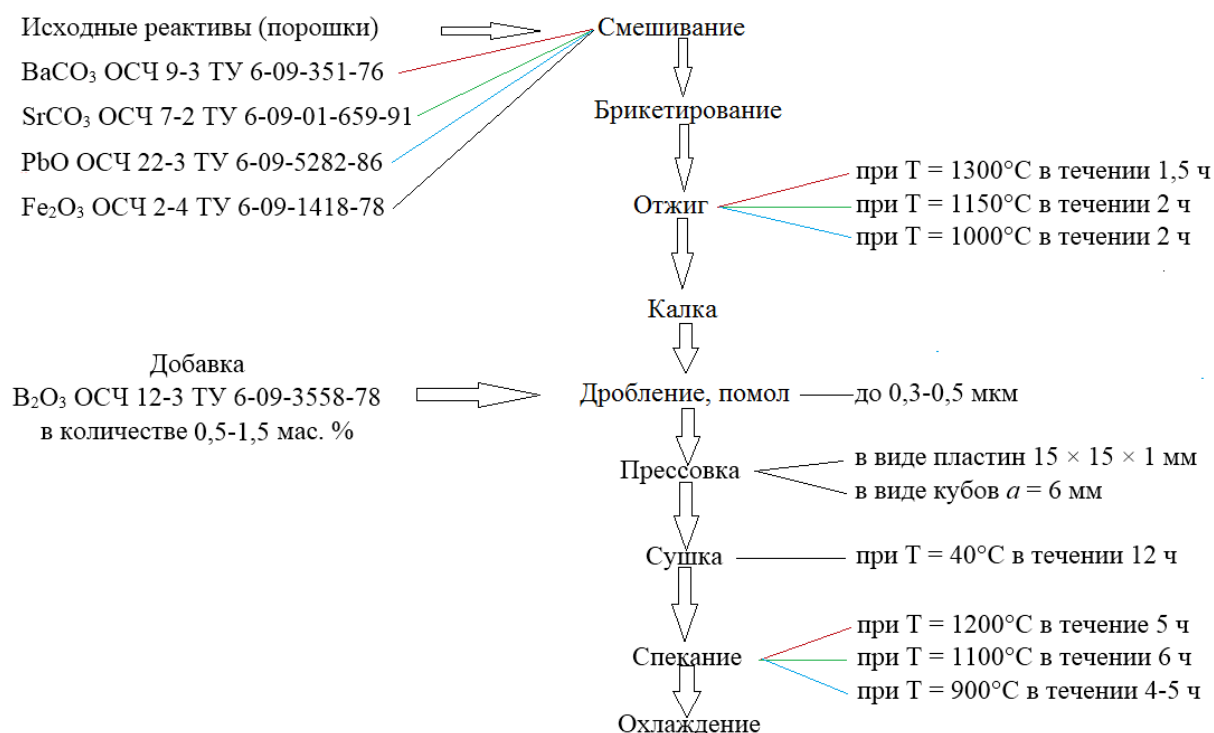 Исходные реактивы (порошки)
BaCO₃ ОСЧ 9-3 ТУ 6-09-351-76
SrCO₃ ОСЧ 7-2 ТУ 6-09-01-659-91
PbO ОСЧ 22-3 ТУ 6-09-5282-86
Fe₂O₃ ОСЧ 2-4 ТУ 6-09-1418-78
Смешивание
Брикетирование
Отжиг
при T = 1300°C в течении 1,5 ч
при T = 1150°C в течении 2 ч
при T = 1000°C в течении 2 ч
Калка
Добавка
B₂O₃ ОСЧ 12-3 ТУ 6-09-3558-78
в количестве 0,5-1,5 мас. %
Дробление, помол
до 0,3-0,5 мкм
Прессовка
в виде пластин 15 × 15 × 1 мм
в виде кубов a = 6 мм
Сушка
при T = 40°C в течении 12 ч
Спекание
при T = 1200°C в течение 5 ч
при T = 1100°C в течении 6 ч
при T = 900°C в течении 4-5 ч
Охлаждение